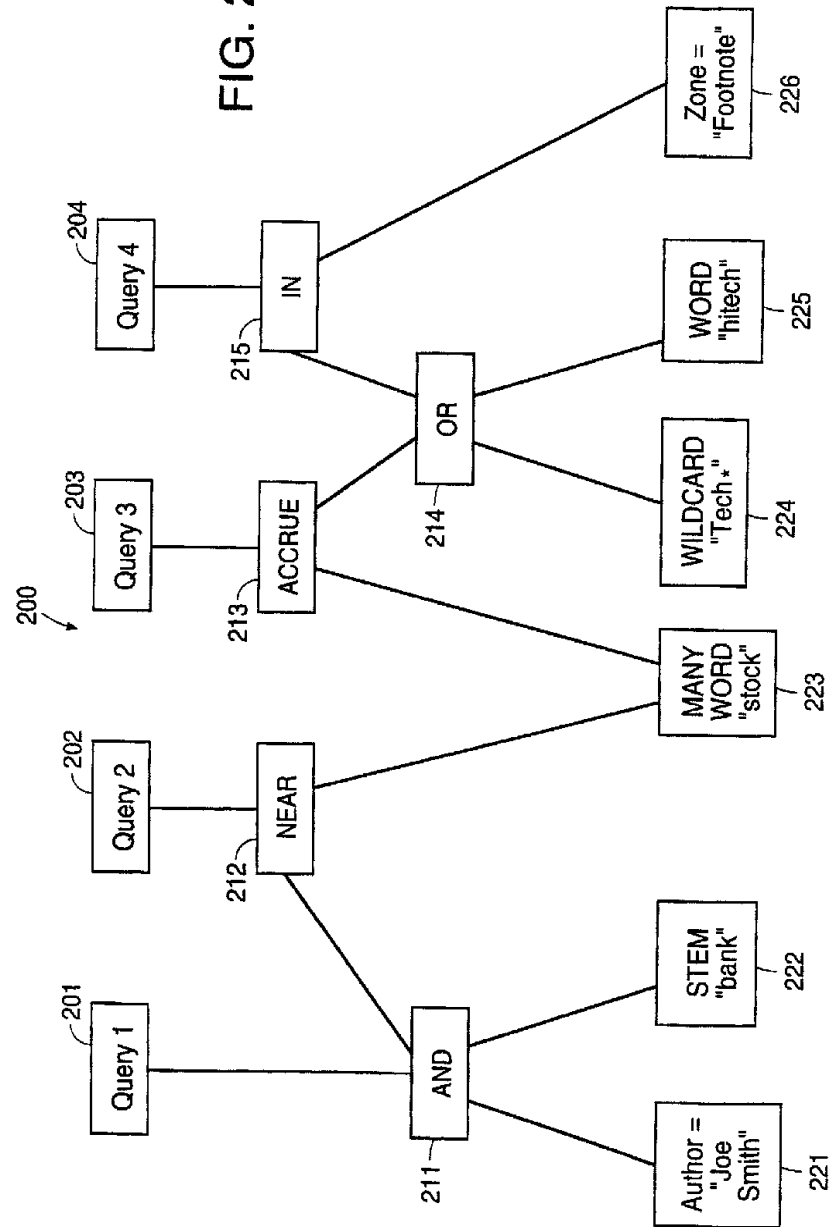 FIG. 2
200
201
Query 1
202
Query 2
203
Query 3
204
Query 4
212
NEAR
213
ACCRUE
215
IN
211
AND
214
OR
Author =
"Joe
Smith"
221
STEM
"bank"
222
MANY
WORD
"stock"
223
WILDCARD
"Tech*"
224
WORD
"hitech"
225
Zone =
"Footnote"
226